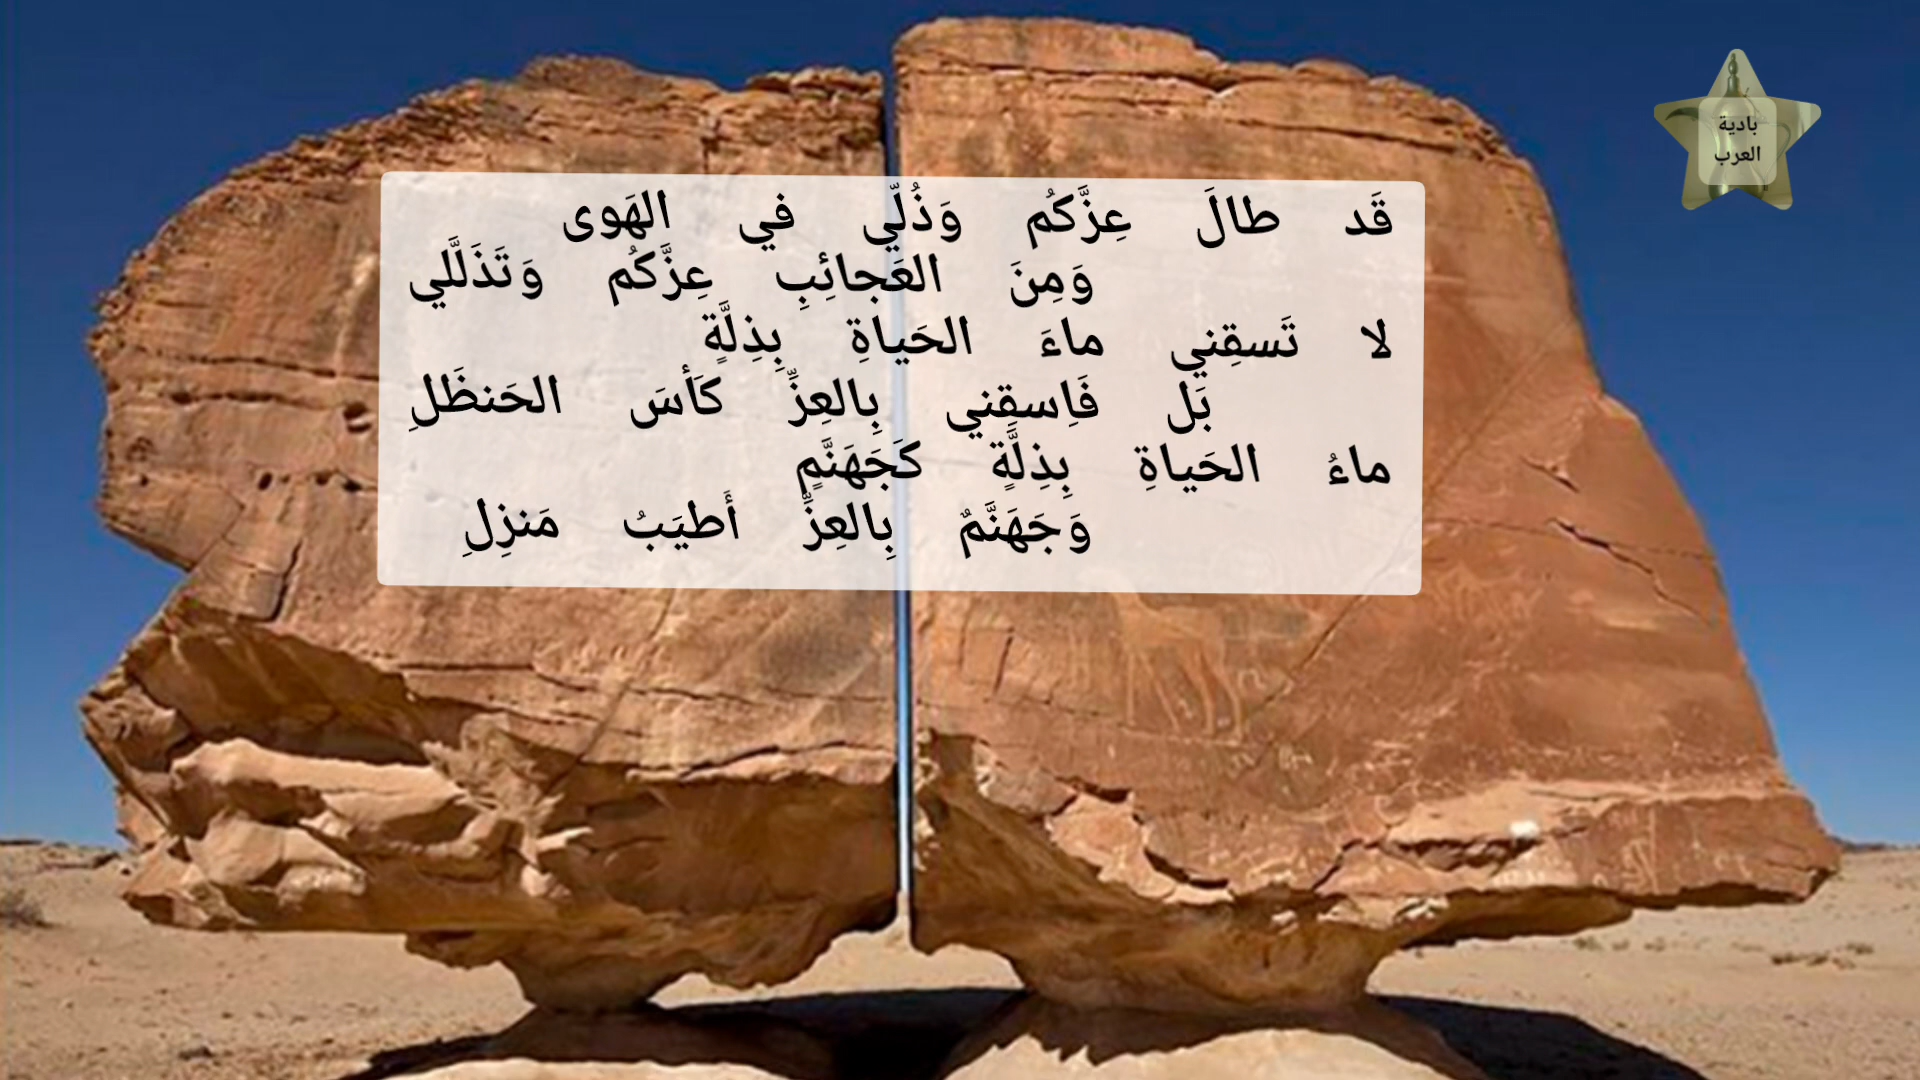 قَد طالَ عِزَّكُم وَذُلّي في الهَوى
وَمِنَ العَجائِبِ عِزَّكُم وَتَذَلَّلي
لا تَسقِني ماءَ الحَياةِ بِذِلَّةٍ
بَل فَاِسقِني بِالعِزِّ كَأسَ الحَنظَلِ
ماءُ الحَياةِ بِذِلَّةٍ كَجَهَنَّمٍ
وَجَهَنَّمٌ بِالعِزِّ أَطيَبُ مَنزِلِ
بادية
العرب